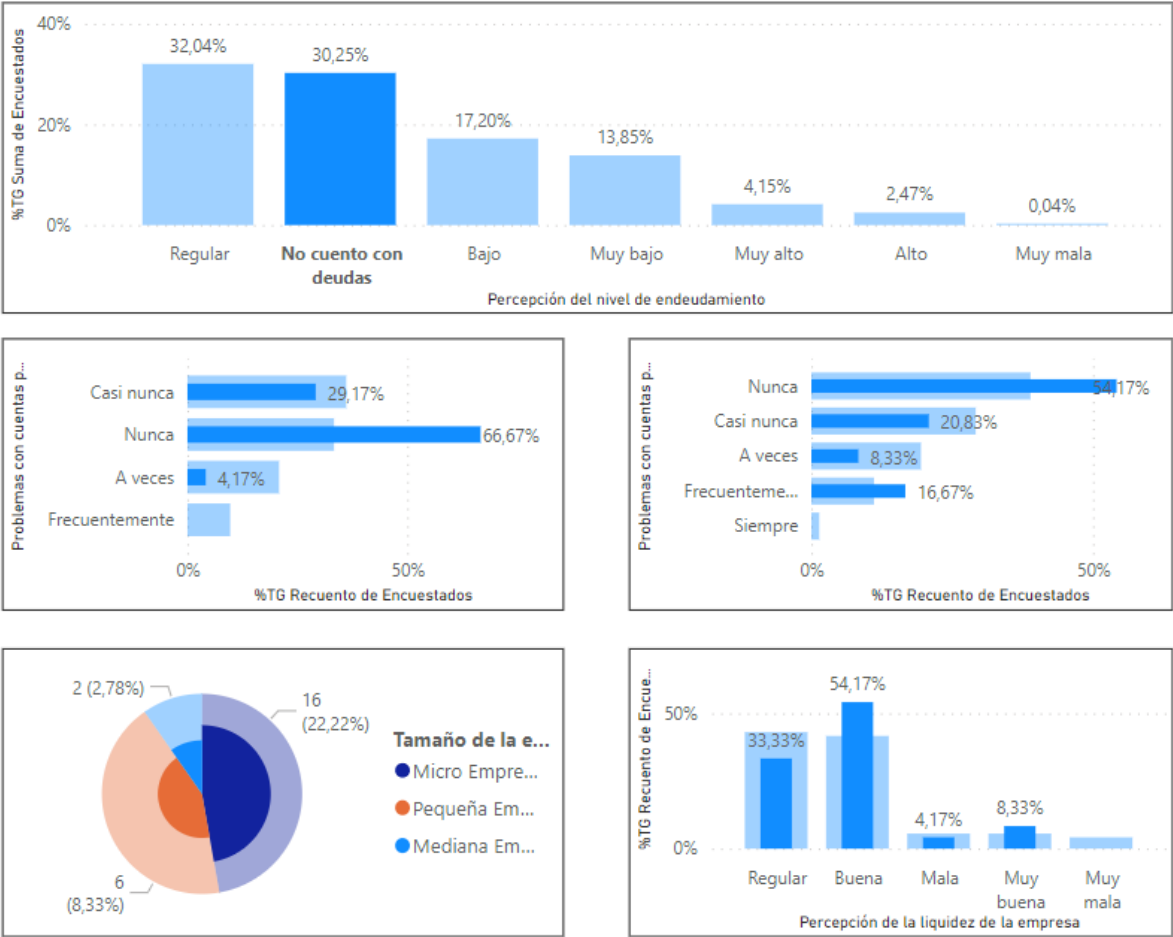 %TG Suma de Encuestados
40%
20%
0%
32,04%
30,25%
17,20%
13,85%
4,15%
2,47%
0,04%
Regular
No cuento con
deudas
Bajo
Muy bajo
Muy alto
Alto
Muy mala
Percepción del nivel de endeudamiento
Problemas con cuentas p...
Casi nunca
29,17%
Nunca
66,67%
A veces
4,17%
Frecuentemente
0%
50%
%TG Recuento de Encuestados
Problemas con cuentas p...
Nunca
54,17%
Casi nunca
20,83%
A veces
8,33%
Frecuenteme...
16,67%
Siempre
0%
50%
%TG Recuento de Encuestados
2 (2,78%)
16
(22,22%)
6
(8,33%)
Tamaño de la e...
Micro Empre...
Pequeña Em...
Mediana Em...
%TG Recuento de Encue...
50%
0%
33,33%
54,17%
4,17%
8,33%
Regular
Buena
Mala
Muy
buena
Muy
mala
Percepción de la liquidez de la empresa